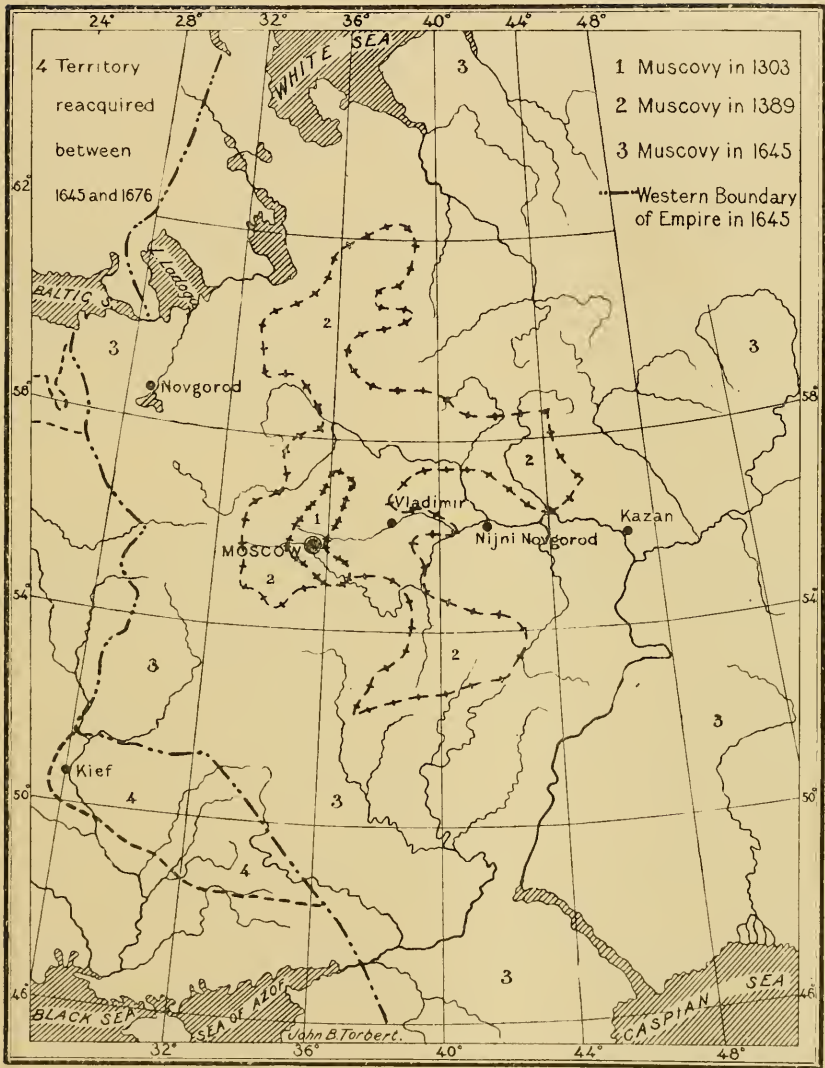 24° 28° 32° 36° 40° 44° 48°
WHITE SEA
4 Territory
reacquired
between
1645 and 1676
1 Muscovy in 1303
2 Muscovy in 1389
3 Muscovy in 1645
Western Boundary
of Empire in 1645
3
62°
L. Ladoga
BALTIC S.
2
3
3
58° 58°
Novgorod
2
Vladimir
1
Kazan
MOSCOW
Nijni Novgorod
2
54° 54°
2
3
3
Kief
4
3
50° 50°
4
3
46° 46°
BLACK SEA
SEA OF AZOF
CASPIAN SEA
John B. Torbert.
32° 36° 40° 44° 48°